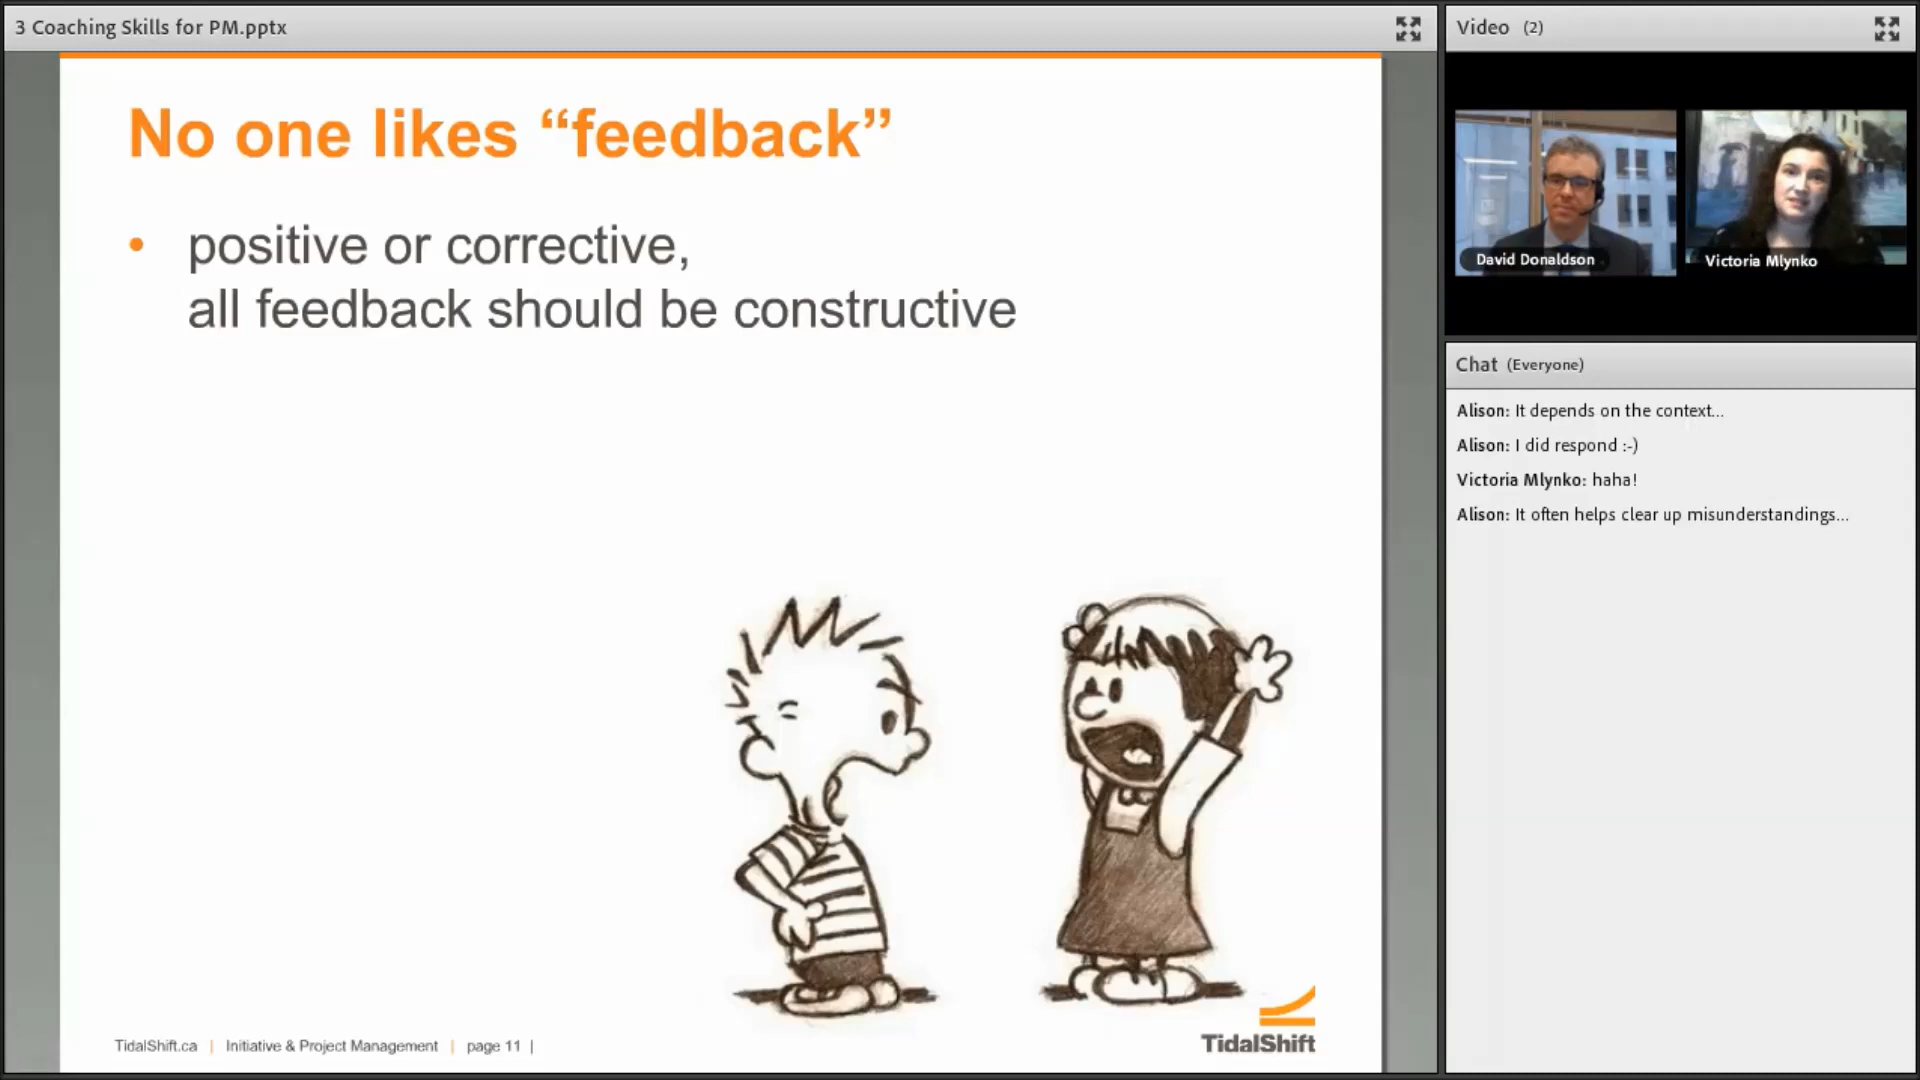 3 Coaching Skills for PM.pptx
No one likes “feedback”
• positive or corrective,
all feedback should be constructive
TidalShift.ca | Initiative & Project Management | page 11 |
TidalShift
Video (2)
David Donaldson
Victoria Mlynko
Chat (Everyone)
Alison: It depends on the context...
Alison: I did respond :-)
Victoria Mlynko: haha!
Alison: It often helps clear up misunderstandings...